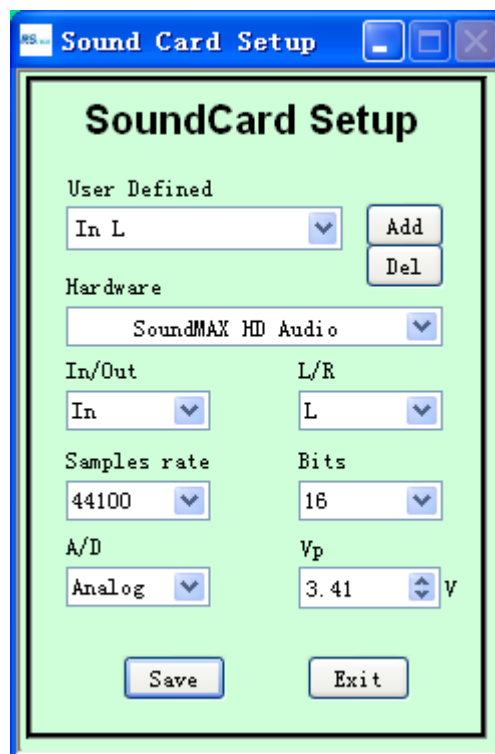 Sound Card Setup
SoundCard Setup
User Defined
In L
Add
Del
Hardware
SoundMAX HD Audio
In/Out L/R
In L
Samples rate Bits
44100 16
A/D Vp
Analog 3.41 V
Save Exit